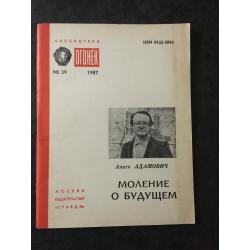 БИБЛИОТЕКА
ОГОНЕК
№ 39 1987
ISSN 0132-2095
Алесь АДАМОВИЧ
МОЛЕНИЕ
О БУДУЩЕМ
МОСКВА
ИЗДАТЕЛЬСТВО
«ПРАВДА»